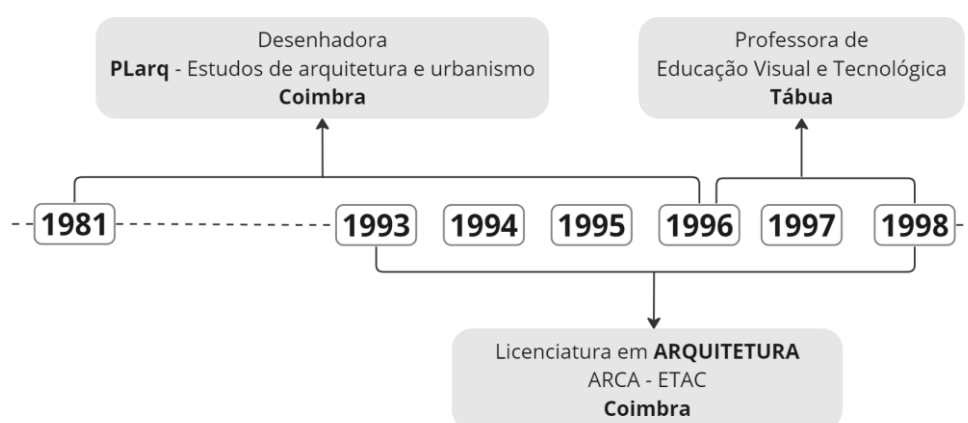 Desenhadora
PLarq - Estudos de arquitetura e urbanismo
Coimbra
Professora de
Educação Visual e Tecnológica
Tábua
1981
1993
1994
1995
1996
1997
1998
Licenciatura em ARQUITETURA
ARCA - ETAC
Coimbra